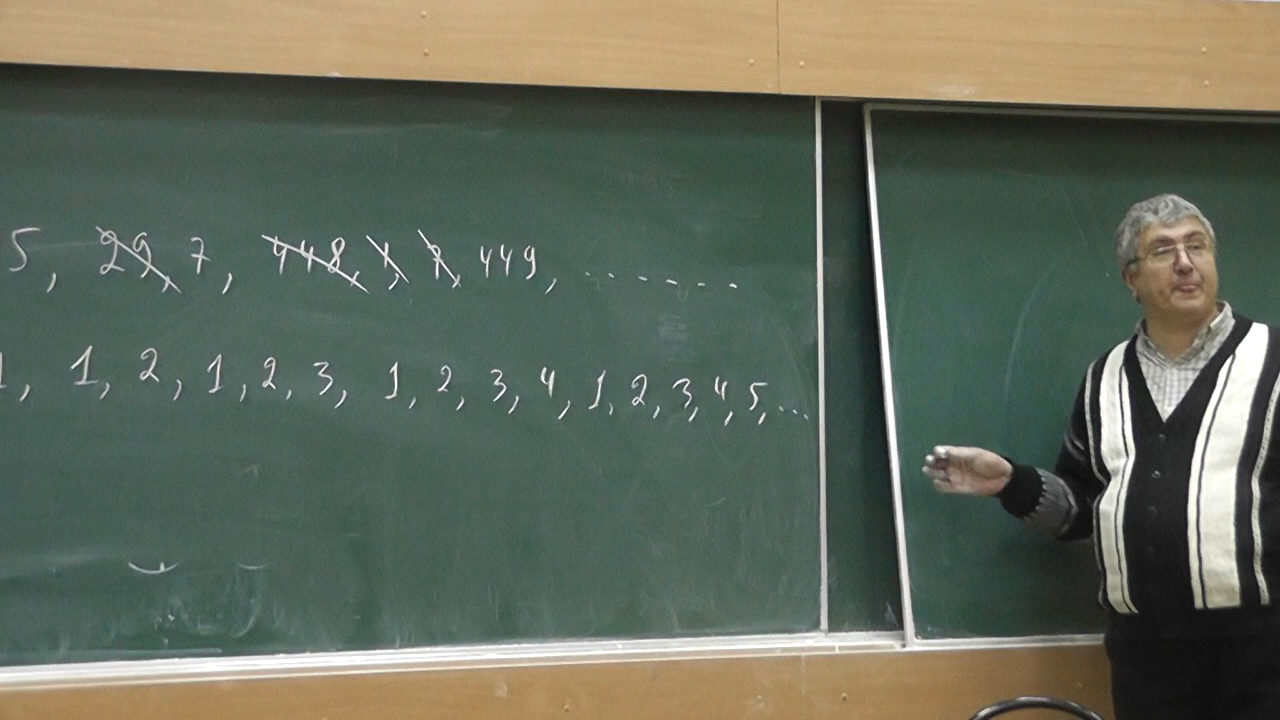 5, 29 7, 448, 1, 2, 449, .......
1, 1, 2, 1, 2, 3, 1, 2, 3, 4, 1, 2, 3, 4, 5, ...